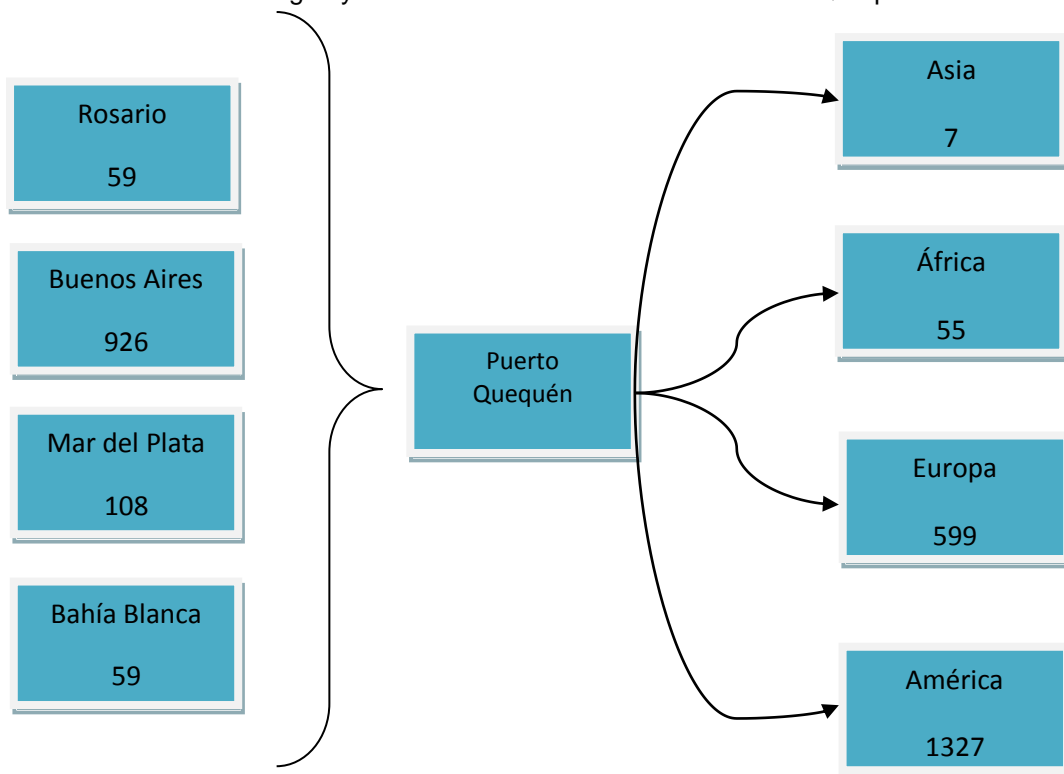 Rosario
59
Buenos Aires
926
Mar del Plata
108
Bahía Blanca
59
Puerto
Quequén
Asia
7
África
55
Europa
599
América
1327